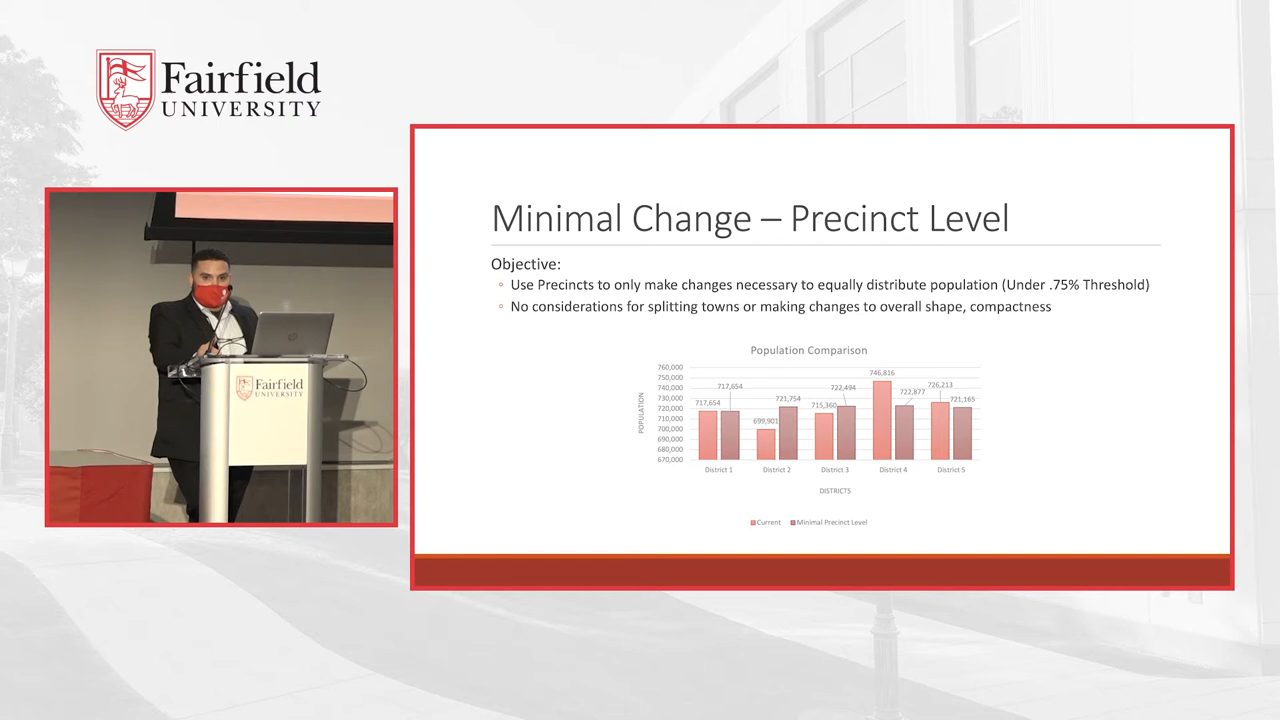 Fairfield
UNIVERSITY
Fairfield
UNIVERSITY
Minimal Change – Precinct Level
Objective:
◦ Use Precincts to only make changes necessary to equally distribute population (Under .75% Threshold)
◦ No considerations for splitting towns or making changes to overall shape, compactness
Population Comparison
POPULATION
760,000
750,000
740,000
730,000
720,000
710,000
700,000
690,000
680,000
670,000
717,654
717,654
699,901
721,754
715,360
722,494
746,816
722,877
726,213
721,165
District 1
District 2
District 3
District 4
District 5
DISTRICTS
Current
Minimal Precinct Level